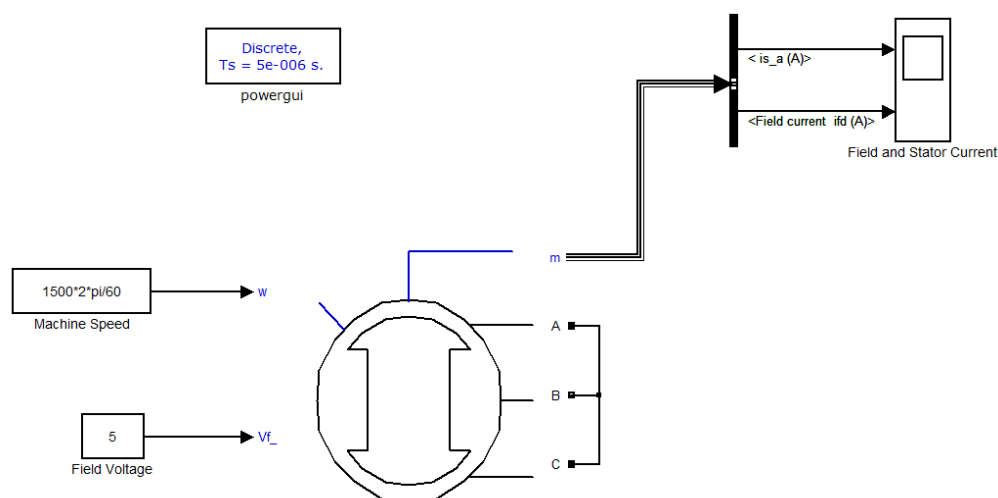 Discrete,
Ts = 5e-006 s.
powergui
< is_a (A)>
<Field current  ifd (A)>
Field and Stator Current
m
1500*2*pi/60
w
Machine Speed
A
B
5
Vf_
C
Field Voltage